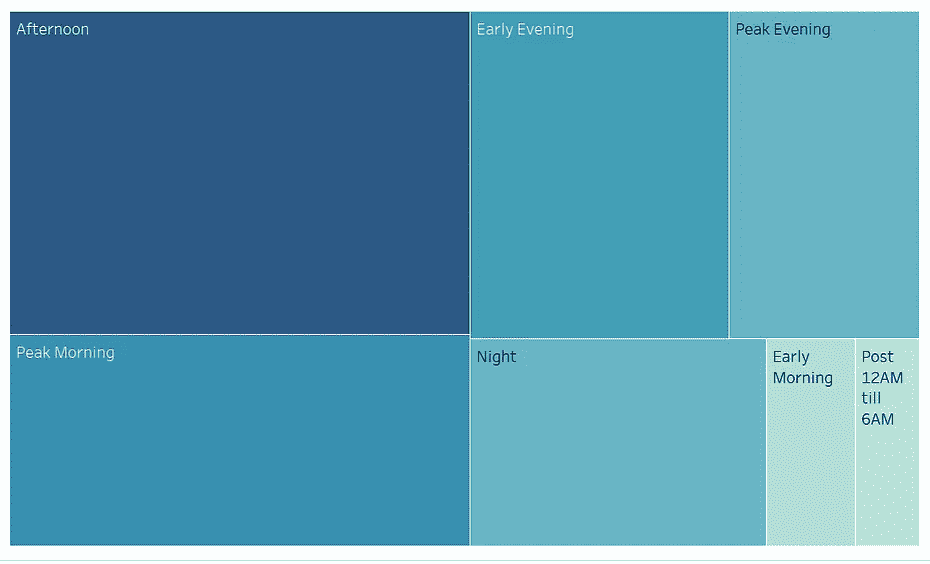 Afternoon
Early Evening
Peak Evening
Peak Morning
Night
Early
Morning
Post
12AM
till
6AM